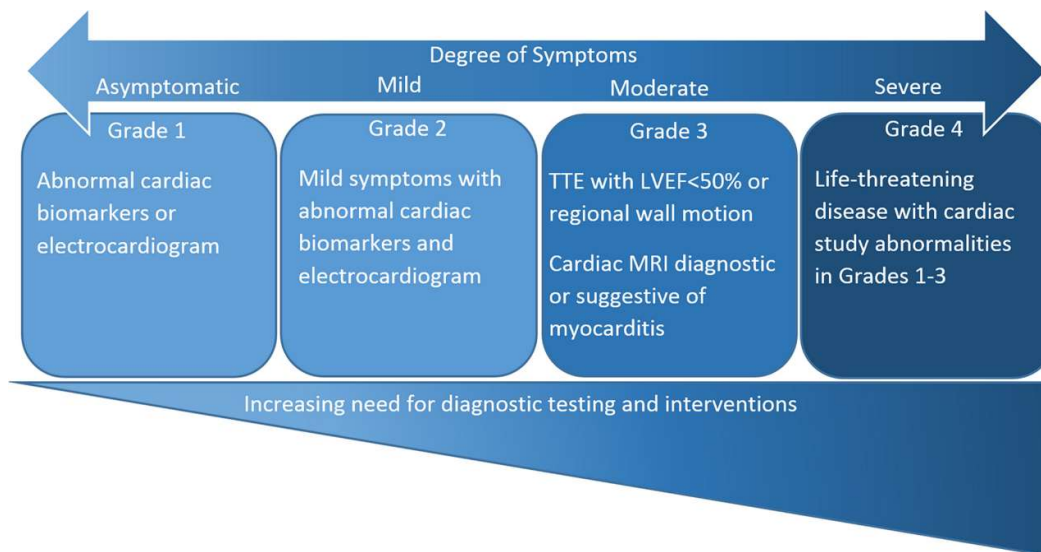 Degree of Symptoms
Asymptomatic
Mild
Moderate
Severe
Grade 1
Abnormal cardiac
biomarkers or
electrocardiogram
Grade 2
Mild symptoms with
abnormal cardiac
biomarkers and
electrocardiogram
Grade 3
TTE with LVEF<50% or
regional wall motion
Cardiac MRI diagnostic
or suggestive of
myocarditis
Grade 4
Life-threatening
disease with cardiac
study abnormalities
in Grades 1-3
Increasing need for diagnostic testing and interventions